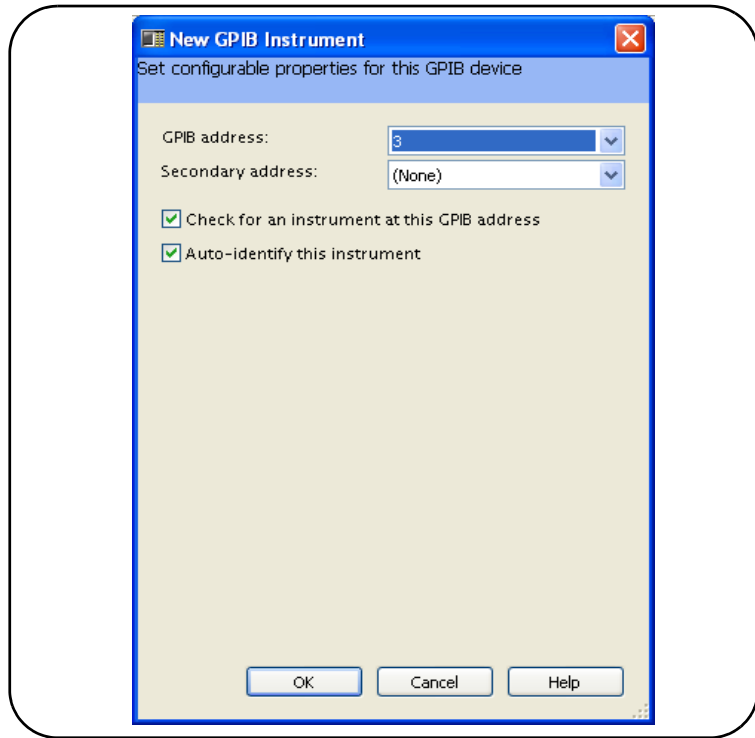 New GPIB Instrument
Set configurable properties for this GPIB device
GPIB address: 3
Secondary address: (None)
Check for an instrument at this GPIB address
Auto-identify this instrument
OK Cancel Help